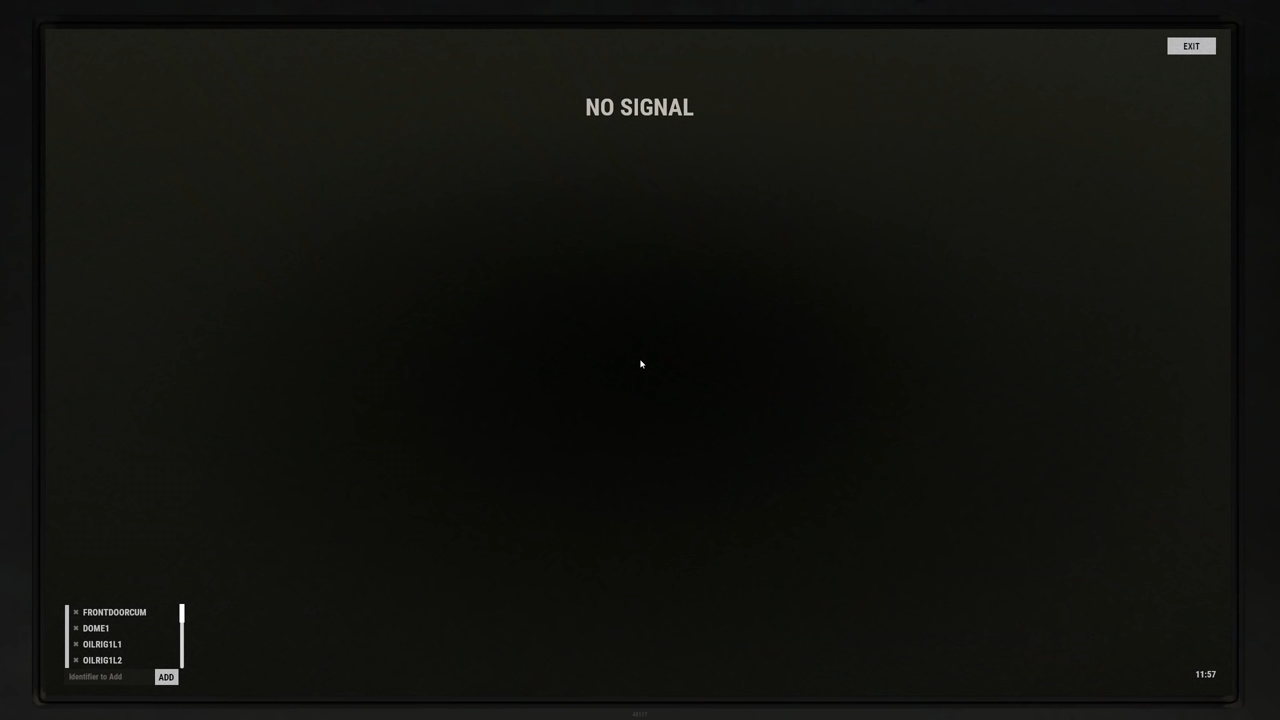 EXIT
NO SIGNAL
FRONTDOORCUM
DOME1
OILRIG1L1
OILRIG1L2
Identifier to Add
ADD
11:57